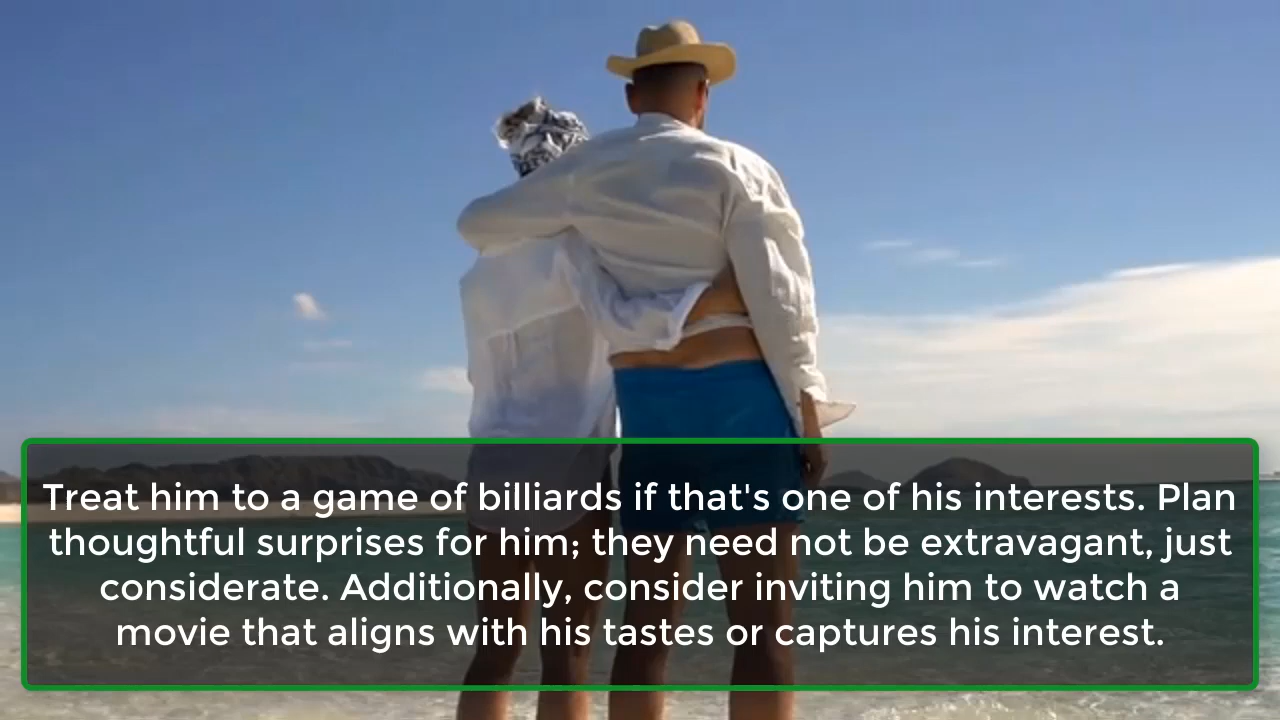 Treat him to a game of billiards if that's one of his interests. Plan
thoughtful surprises for him; they need not be extravagant, just
considerate. Additionally, consider inviting him to watch a
movie that aligns with his tastes or captures his interest.